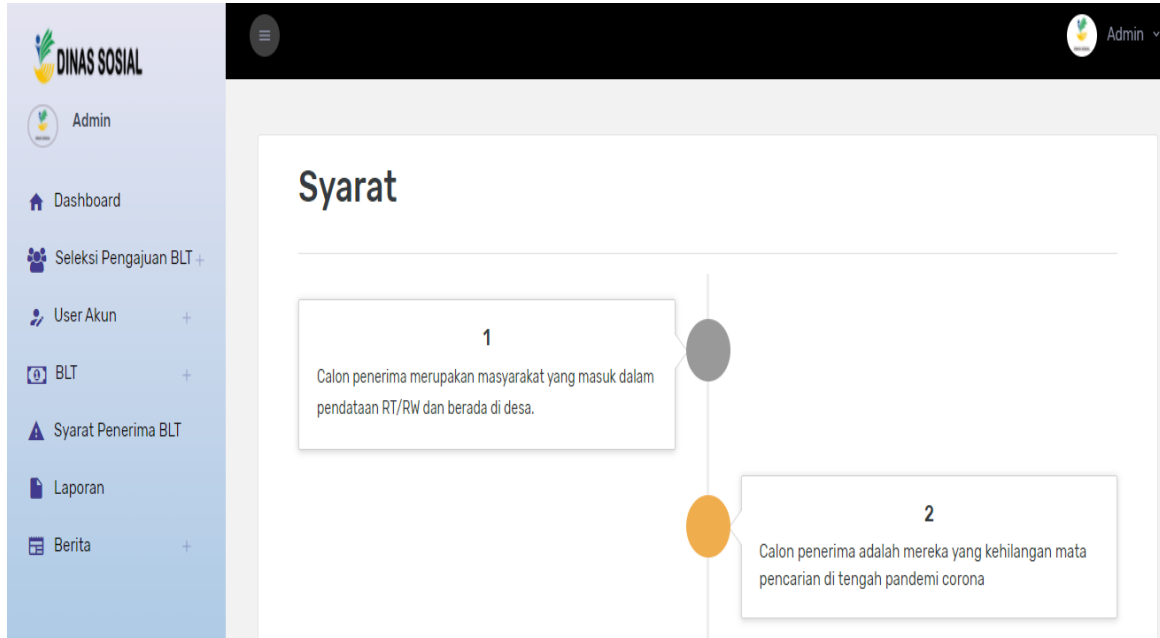 DINAS SOSIAL
Admin
Admin
Dashboard
Seleksi Pengajuan BLT +
User Akun +
BLT +
Syarat Penerima BLT
Laporan
Berita +
Syarat
1
Calon penerima merupakan masyarakat yang masuk dalam
pendataan RT/RW dan berada di desa.
2
Calon penerima adalah mereka yang kehilangan mata
pencarian di tengah pandemi corona